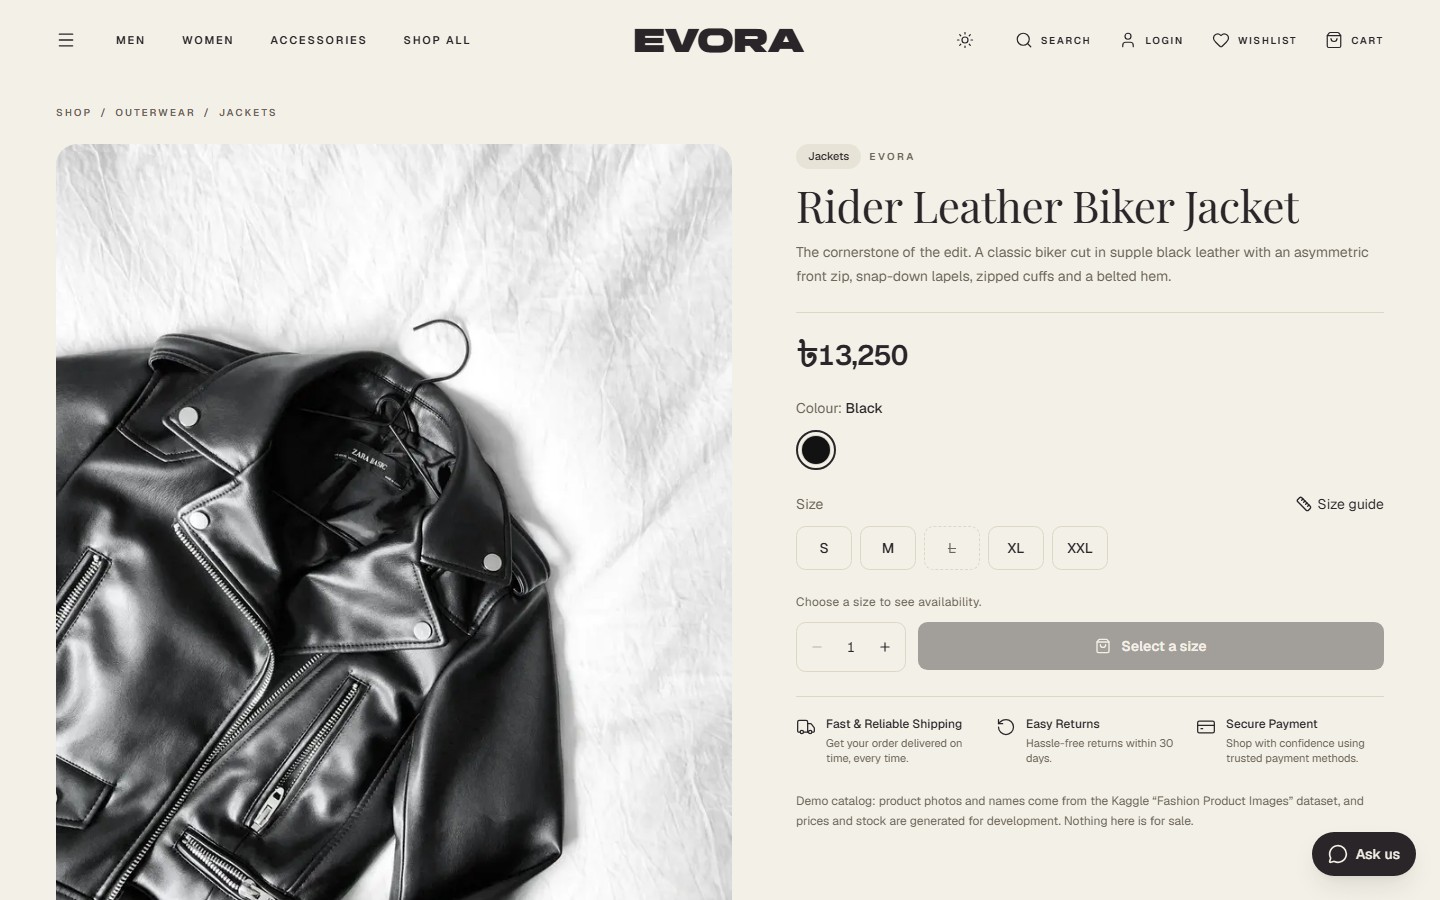 MEN
WOMEN
ACCESSORIES
SHOP ALL
EVORA
SEARCH
LOGIN
WISHLIST
CART
SHOP / OUTERWEAR / JACKETS
ZARA BASIC
Jackets
EVORA
Rider Leather Biker Jacket
The cornerstone of the edit. A classic biker cut in supple black leather with an asymmetric
front zip, snap-down lapels, zipped cuffs and a belted hem.
৳13,250
Colour: Black
Size
Size guide
S
M
L
XL
XXL
Choose a size to see availability.
1
Select a size
Fast & Reliable Shipping
Get your order delivered on
time, every time.
Easy Returns
Hassle-free returns within 30
days.
Secure Payment
Shop with confidence using
trusted payment methods.
Demo catalog: product photos and names come from the Kaggle “Fashion Product Images” dataset, and
prices and stock are generated for development. Nothing here is for sale.
Ask us